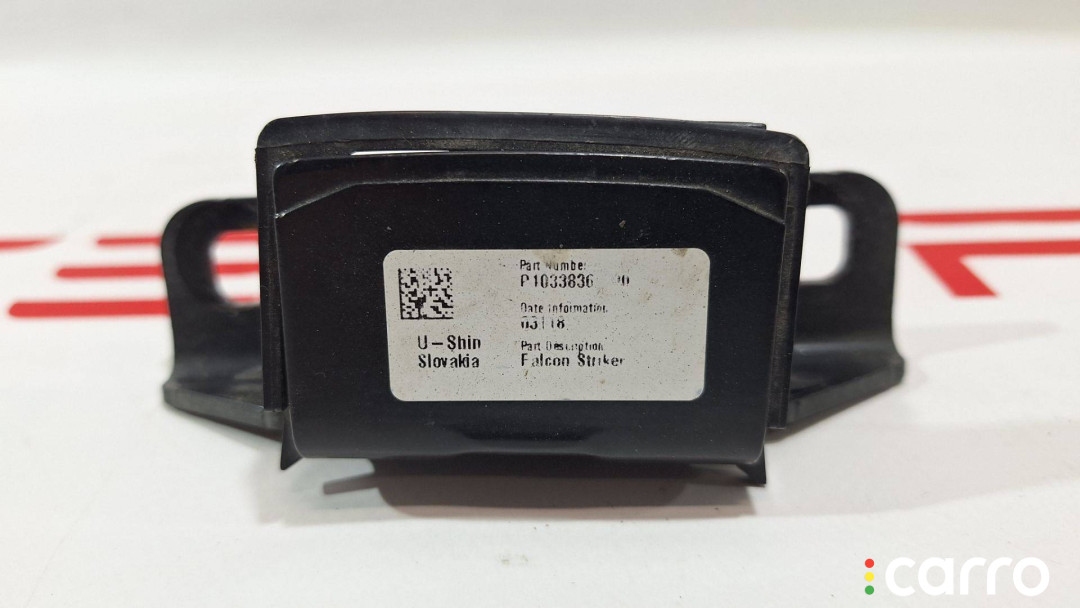 Part Number
P1033836
Date Information
03118
U-Shin
Slovakia
Part Description
Falcon Striker
carro